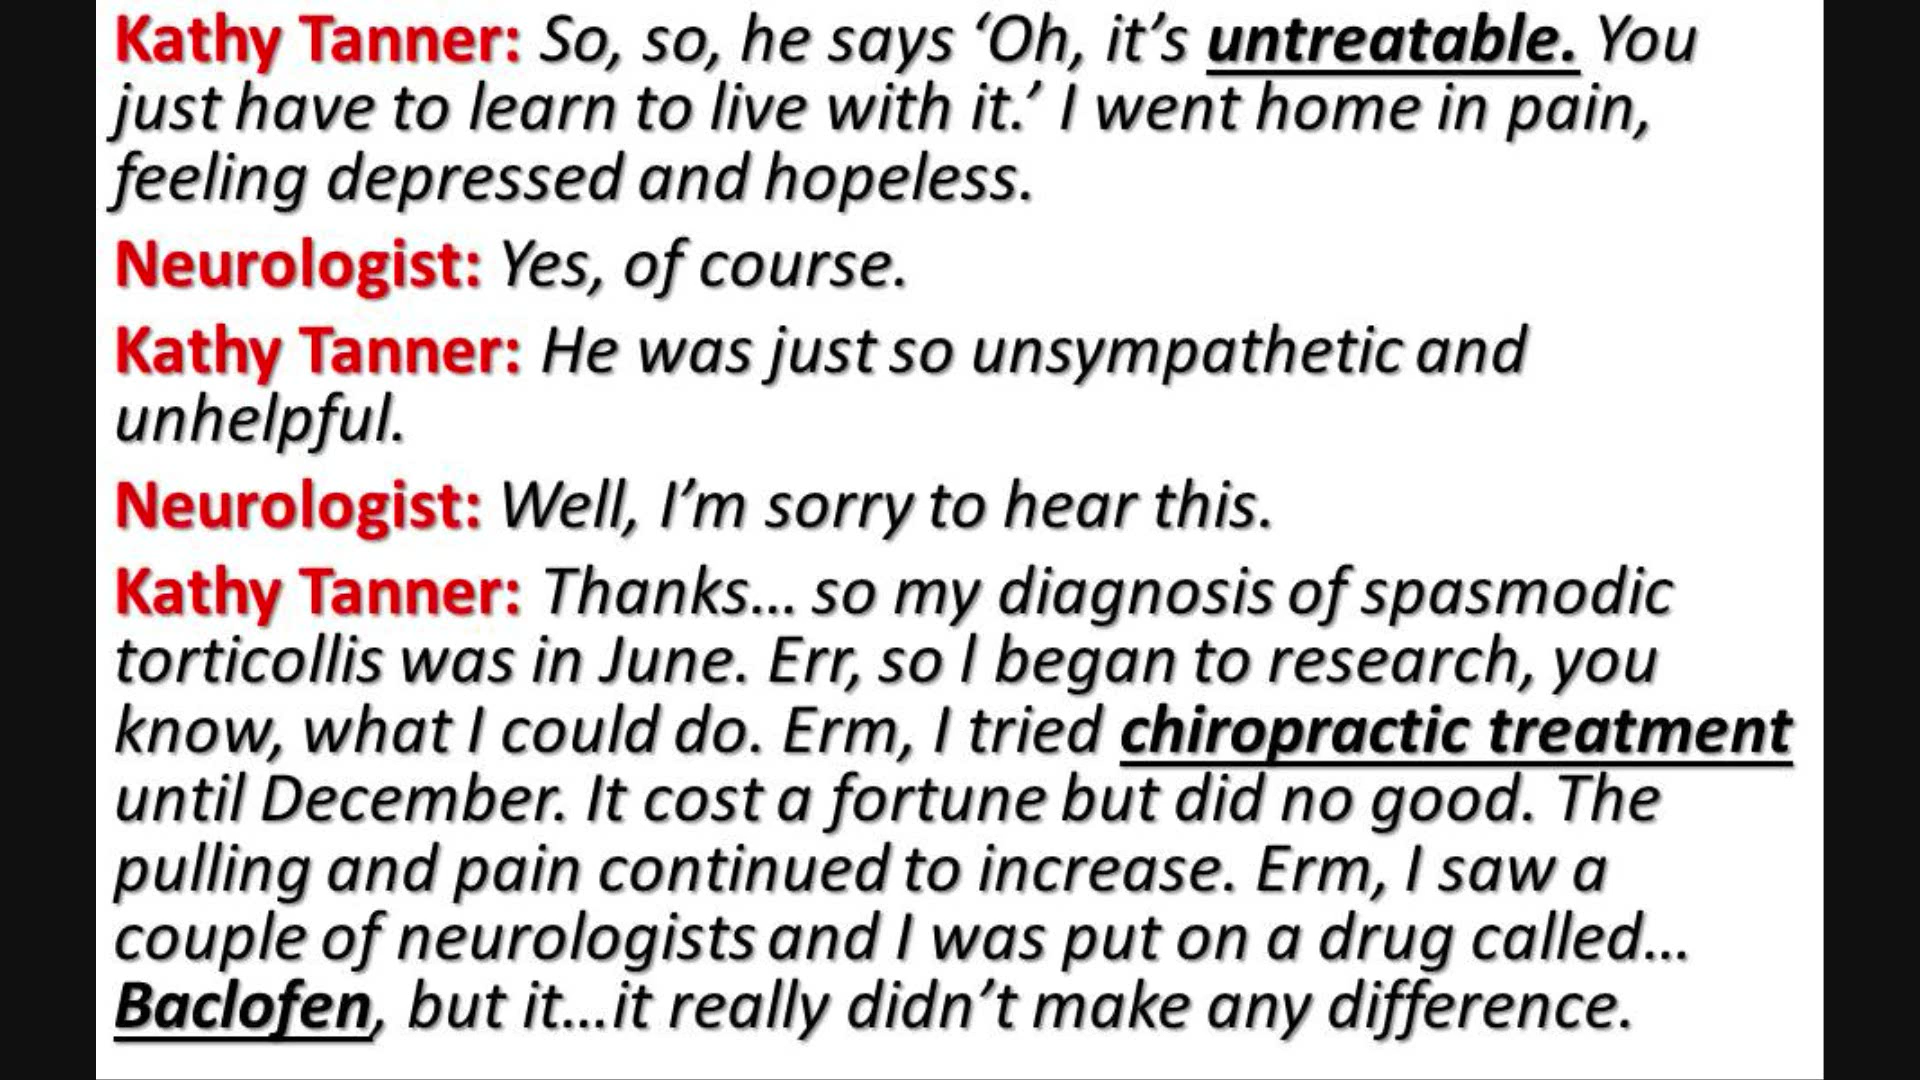 Kathy Tanner: So, so, he says ‘Oh, it’s untreatable. You
just have to learn to live with it.’ I went home in pain,
feeling depressed and hopeless.
Neurologist: Yes, of course.
Kathy Tanner: He was just so unsympathetic and
unhelpful.
Neurologist: Well, I’m sorry to hear this.
Kathy Tanner: Thanks… so my diagnosis of spasmodic
torticollis was in June. Err, so I began to research, you
know, what I could do. Erm, I tried chiropractic treatment
until December. It cost a fortune but did no good. The
pulling and pain continued to increase. Erm, I saw a
couple of neurologists and I was put on a drug called…
Baclofen, but it…it really didn’t make any difference.